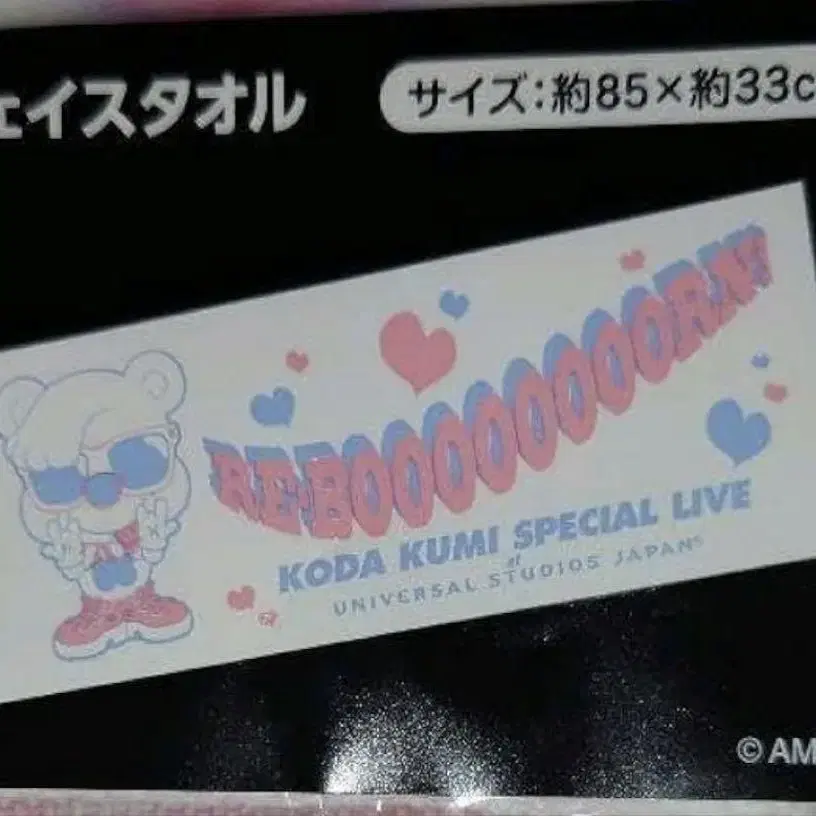 ェイスタオル
サイズ:約85×約33c
RE-BOOOOOOOOORN!
KODA KUMI SPECIAL LIVE
at
UNIVERSAL STUDIOS JAPAN®
© AM